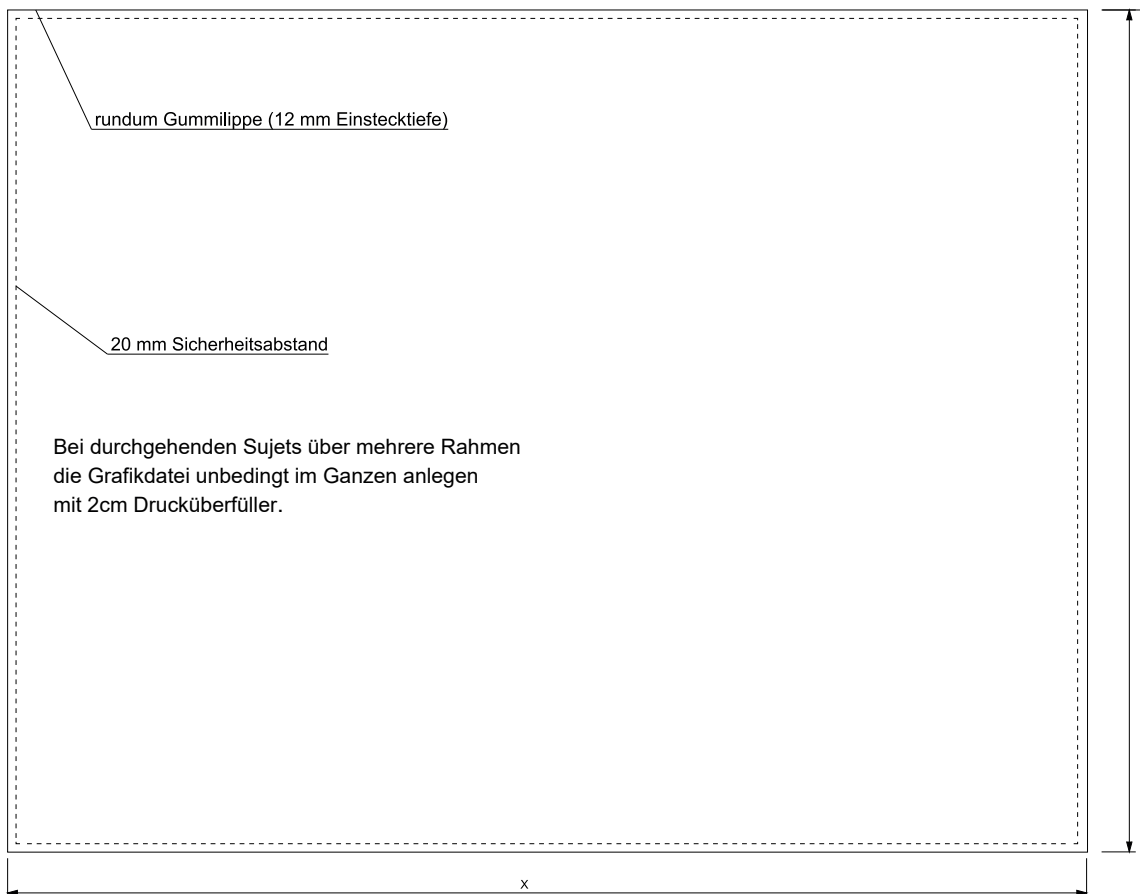 rundum Gummilippe (12 mm Einstecktiefe)
20 mm Sicherheitsabstand
Bei durchgehenden Sujets über mehrere Rahmen
die Grafikdatei unbedingt im Ganzen anlegen
mit 2cm Drucküberfüller.
x